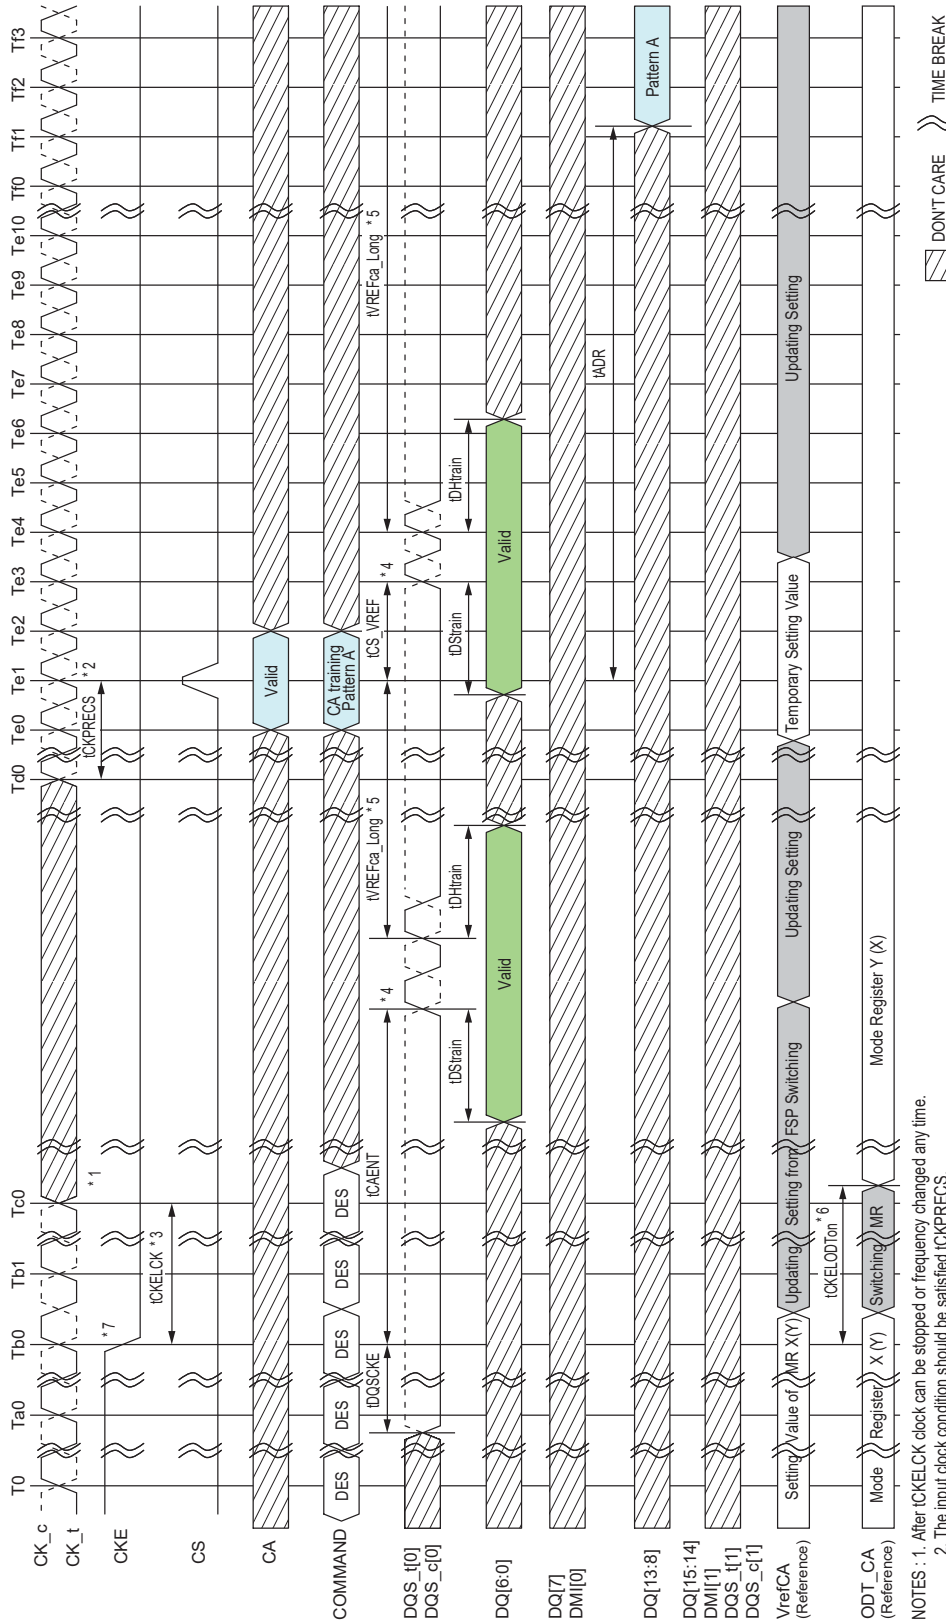 T0 Ta0 Tb0 Tb1 Tc0 Td0 Te0 Te1 Te2 Te3 Te4 Te5 Te6 Te7 Te8 Te9 Te10 Tf0 Tf1 Tf2 Tf3
CK_c
CK_t
* 1
tCKPRECS
* 2
CKE
* 7
tCKELCK * 3
CS
CA
Valid
COMMAND
DES DES DES DES DES
CA training
Pattern A
tDQSCKE
tCAENT
tVREFca_Long * 5
tCS_VREF
tVREFca_Long * 5
DQS_t[0]
DQS_c[0]
* 4
* 4
tDStrain
tDHtrain
tDStrain
tDHtrain
DQ[6:0]
Valid
Valid
DQ[7]
DMI[0]
tADR
DQ[13:8]
Pattern A
DQ[15:14]
DMI[1]
DQS_t[1]
DQS_c[1]
VrefCA
(Reference)
Setting Value of MR X(Y)
Updating Setting from FSP Switching
Updating Setting
Temporary Setting Value
Updating Setting
tCKELODTon * 6
ODT_CA
(Reference)
Mode Register X (Y)
Switching MR
Mode Register Y (X)
DON'T CARE
TIME BREAK
NOTES : 1. After tCKELCK clock can be stopped or frequency changed any time.
2. The input clock condition should be satisfied tCKPRECS.